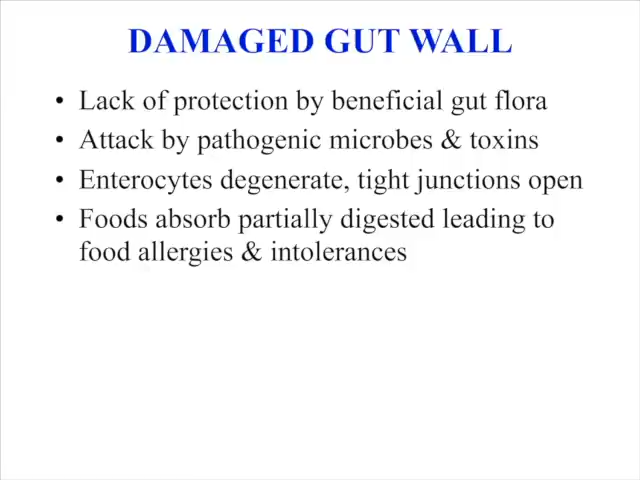 DAMAGED GUT WALL
• Lack of protection by beneficial gut flora
• Attack by pathogenic microbes & toxins
• Enterocytes degenerate, tight junctions open
• Foods absorb partially digested leading to
food allergies & intolerances